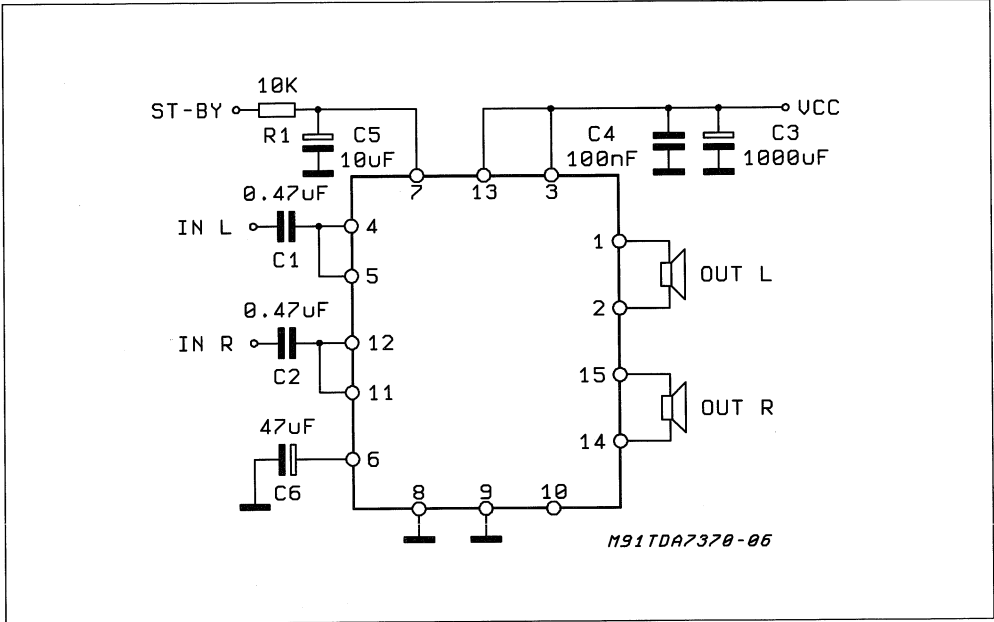 10K
ST-BY
R1
C5
10uF
C4
100nF
VCC
C3
1000uF
7
13
3
0.47uF
IN L
C1
4
5
1
OUT L
2
0.47uF
IN R
C2
12
11
15
OUT R
14
47uF
C6
6
8
9
10
M91TDA7370-06